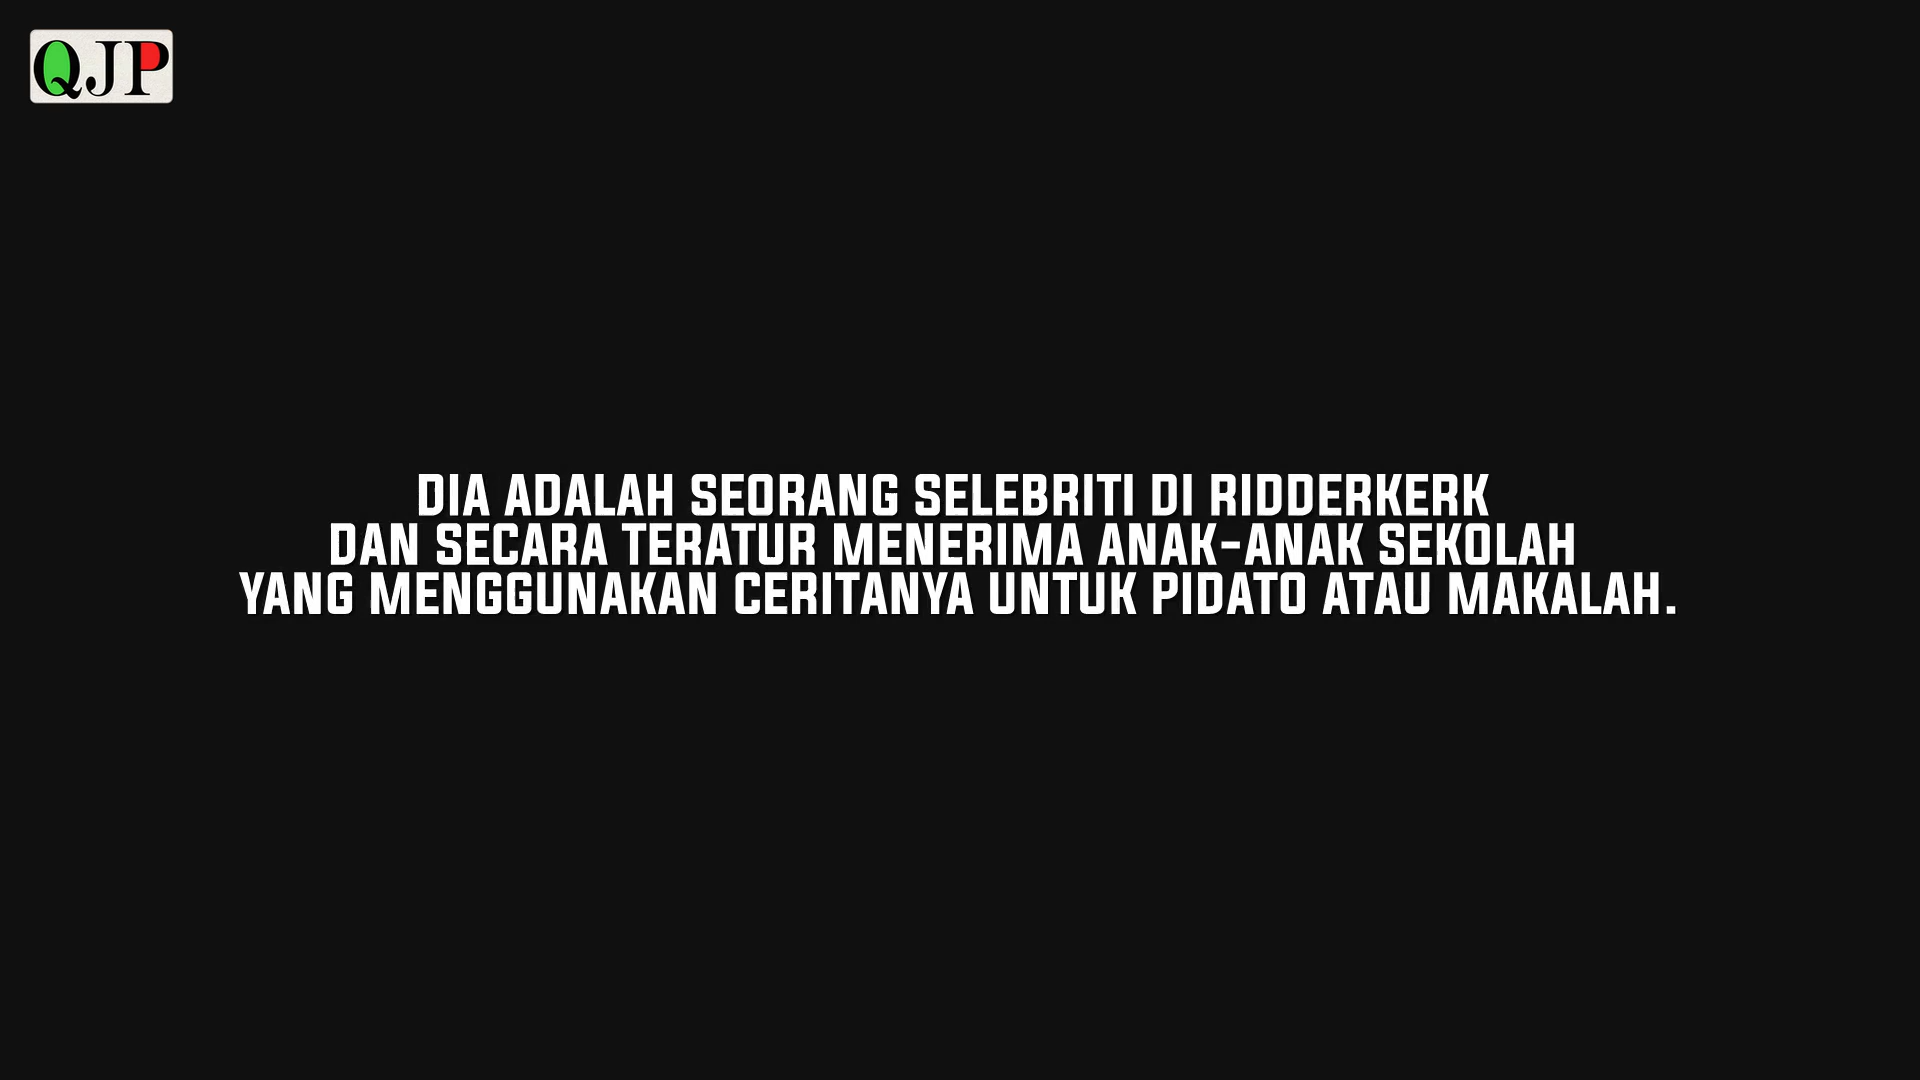 QJP
DIA ADALAH SEORANG SELEBRITI DI RIDDERKERK
DAN SECARA TERATUR MENERIMA ANAK-ANAK SEKOLAH
YANG MENGGUNAKAN CERITANYA UNTUK PIDATO ATAU MAKALAH.